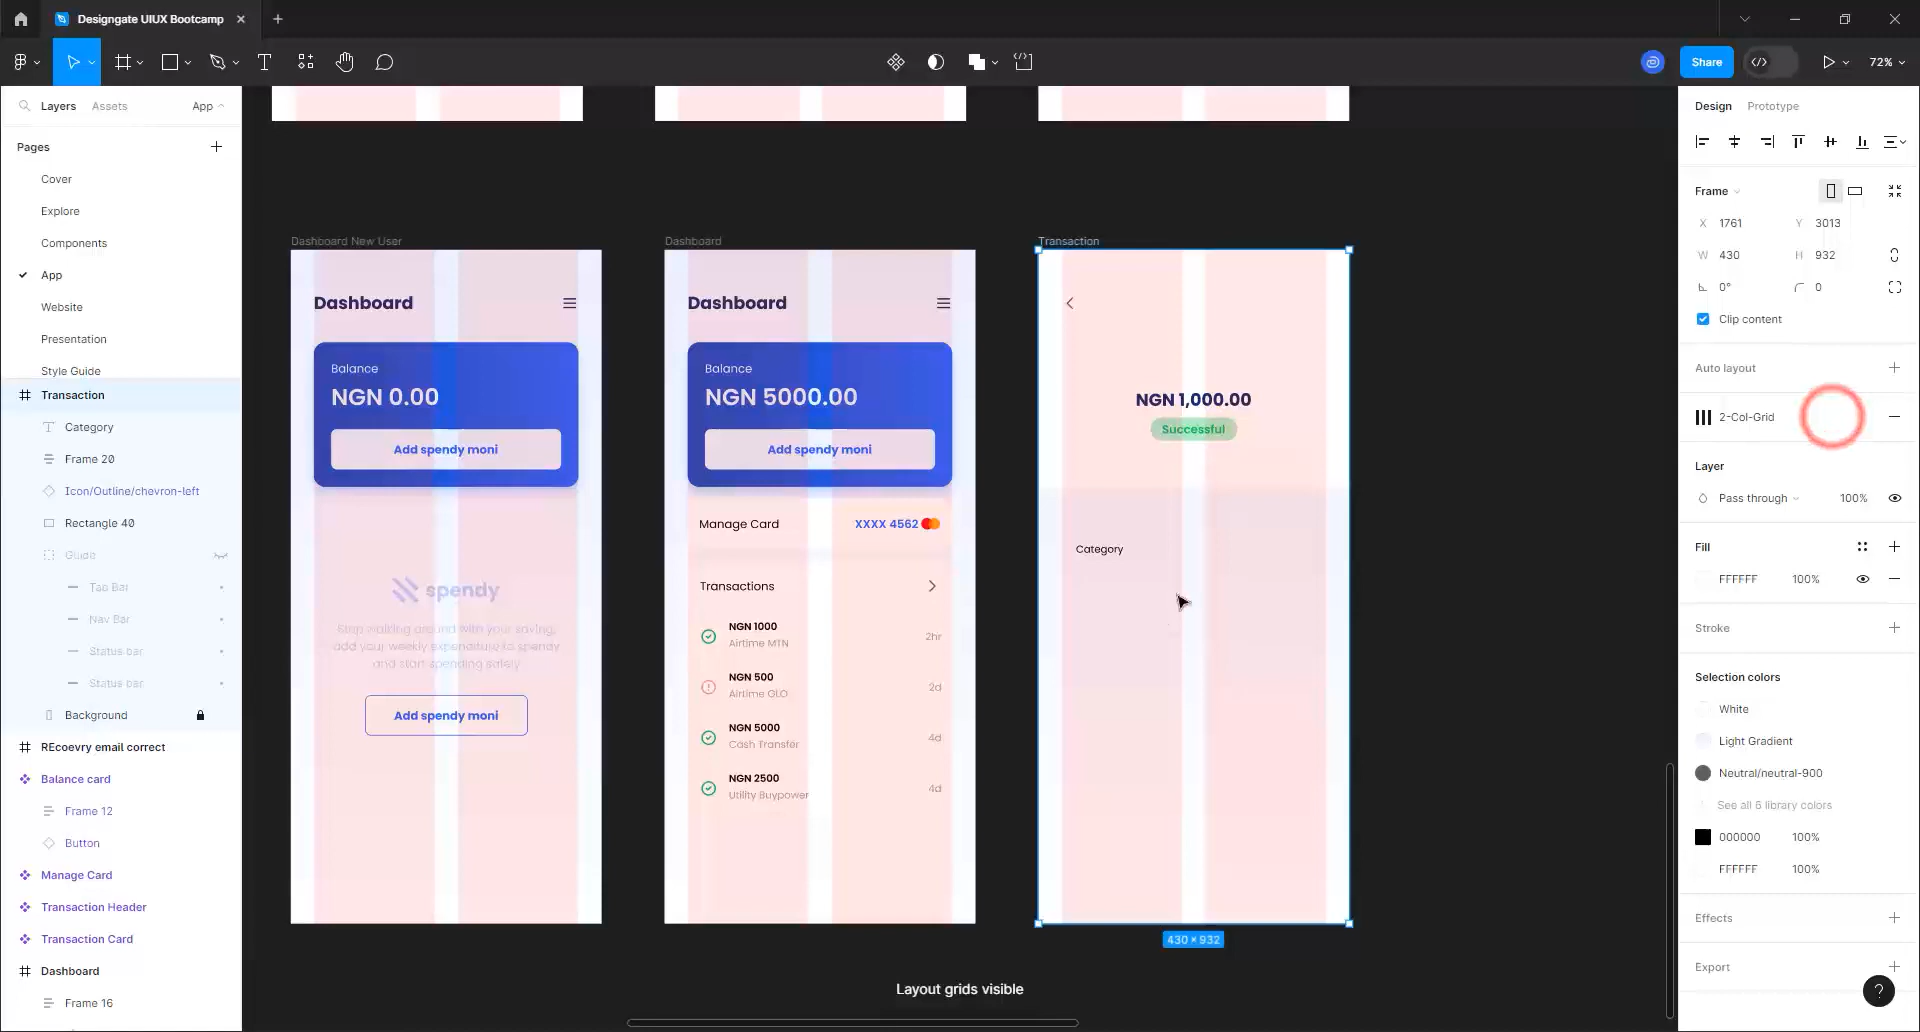 Designgate UIUX Bootcamp
Share
72%
Layers
Assets
App
Pages
Cover
Explore
Components
App
Website
Presentation
Style Guide
Transaction
Category
Frame 20
Icon/Outline/chevron-left
Rectangle 40
Guide
Tab Bar
Nav Bar
Status bar
Status bar
Background
REcoevry email correct
Balance card
Frame 12
Button
Manage Card
Transaction Header
Transaction Card
Dashboard
Frame 16
Dashboard New User
Dashboard
Balance
NGN 0.00
Add spendy moni
spendy
Stop walking around with your saving,
add your weekly expenditure to spendy
and start spending safely
Add spendy moni
Dashboard
Dashboard
Balance
NGN 5000.00
Add spendy moni
Manage Card
XXXX 4562
Transactions
NGN 1000
Airtime MTN
2hr
NGN 500
Airtime GLO
2d
NGN 5000
Cash Transfer
4d
NGN 2500
Utility Buypower
4d
Transaction
NGN 1,000.00
Successful
Category
430 × 932
Layout grids visible
Design
Prototype
Frame
X 1761
Y 3013
W 430
H 932
0°
0
Clip content
Auto layout
2-Col-Grid
Layer
Pass through
100%
Fill
FFFFFF
100%
Stroke
Selection colors
White
Light Gradient
Neutral/neutral-900
See all 6 library colors
000000
100%
FFFFFF
100%
Effects
Export
?